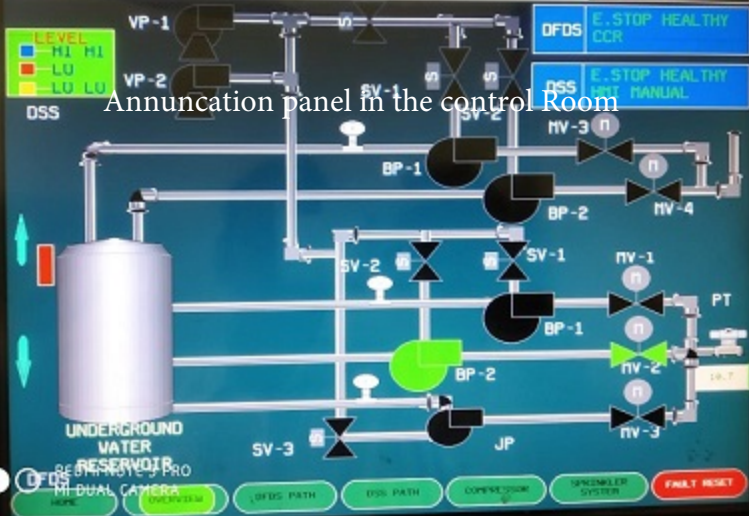 VP-1
LEVEL
HI HI
LU
LU LU
VP-2
DSS
DFDS
E.STOP HEALTHY
CCR
DSS
E.STOP HEALTHY
HMI MANUAL
SV-1
Annuncation panel in the control Room
SV-2
MV-3
BP-1
BP-2
MV-4
SV-2
SV-1
MV-1
PT
BP-1
BP-2
MV-2
10.7
MV-3
JP
SV-3
UNDERGROUND
WATER
RESERVOIR
DFDS
REDMI NOTE 5 PRO
MI DUAL CAMERA
HOME
OVERVIEW
DFDS PATH
DSS PATH
COMPRESSOR
SPRINKLER
SYSTEM
FAULT RESET